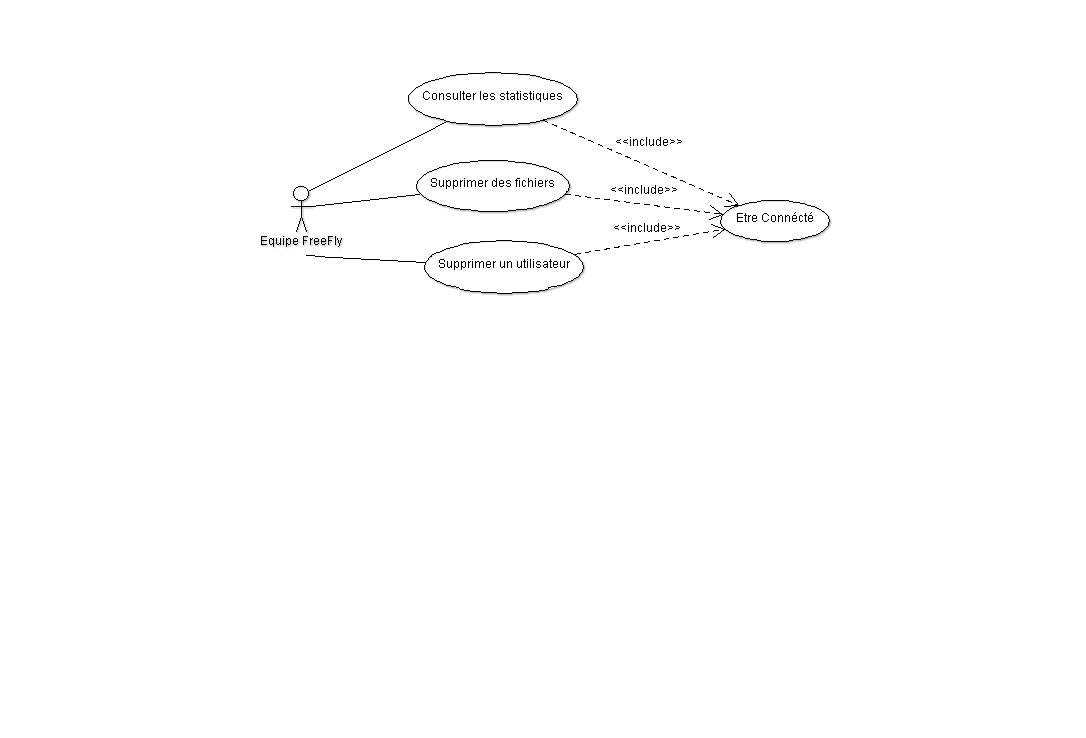 Consulter les statistiques
<<include>>
Supprimer des fichiers
<<include>>
Etre Connécté
<<include>>
Equipe FreeFly
Supprimer un utilisateur